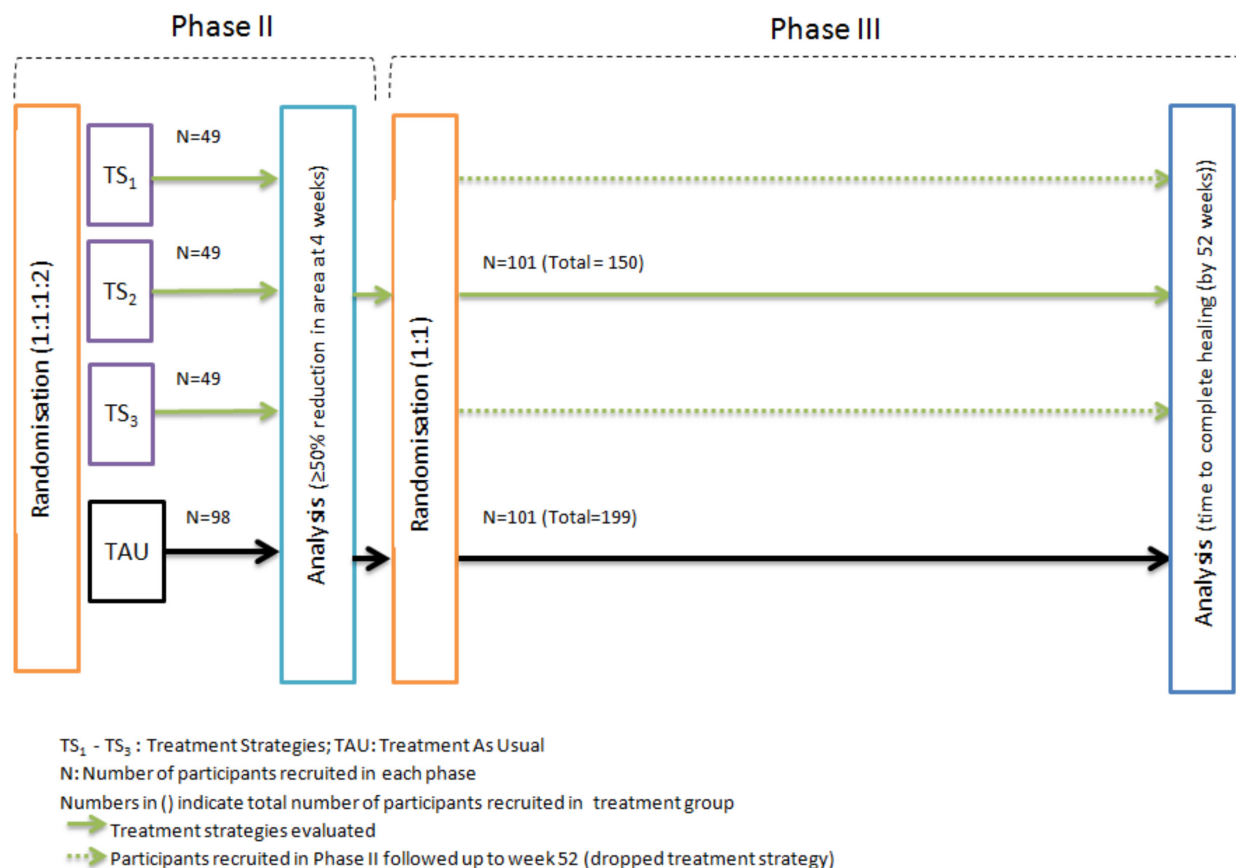 Phase II
Phase III
Randomisation (1:1:1:2)
TS₁
N=49
TS₂
N=49
TS₃
N=49
TAU
N=98
Analysis (≥50% reduction in area at 4 weeks)
Randomisation (1:1)
N=101 (Total = 150)
N=101 (Total=199)
Analysis (time to complete healing (by 52 weeks))
TS₁ - TS₃ : Treatment Strategies; TAU: Treatment As Usual
N: Number of participants recruited in each phase
Numbers in () indicate total number of participants recruited in treatment group
Treatment strategies evaluated
Participants recruited in Phase II followed up to week 52 (dropped treatment strategy)